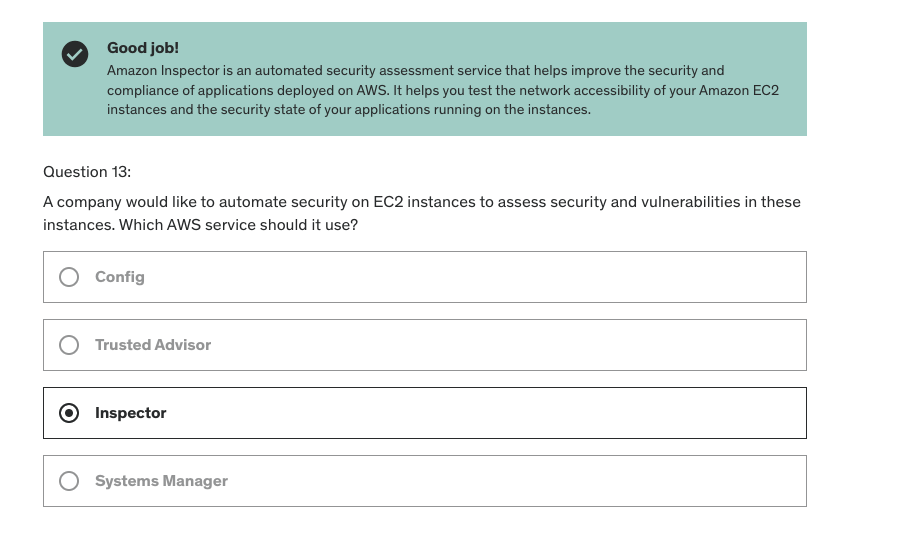 Good job!
Amazon Inspector is an automated security assessment service that helps improve the security and
compliance of applications deployed on AWS. It helps you test the network accessibility of your Amazon EC2
instances and the security state of your applications running on the instances.
Question 13:
A company would like to automate security on EC2 instances to assess security and vulnerabilities in these
instances. Which AWS service should it use?
Config
Trusted Advisor
Inspector
Systems Manager